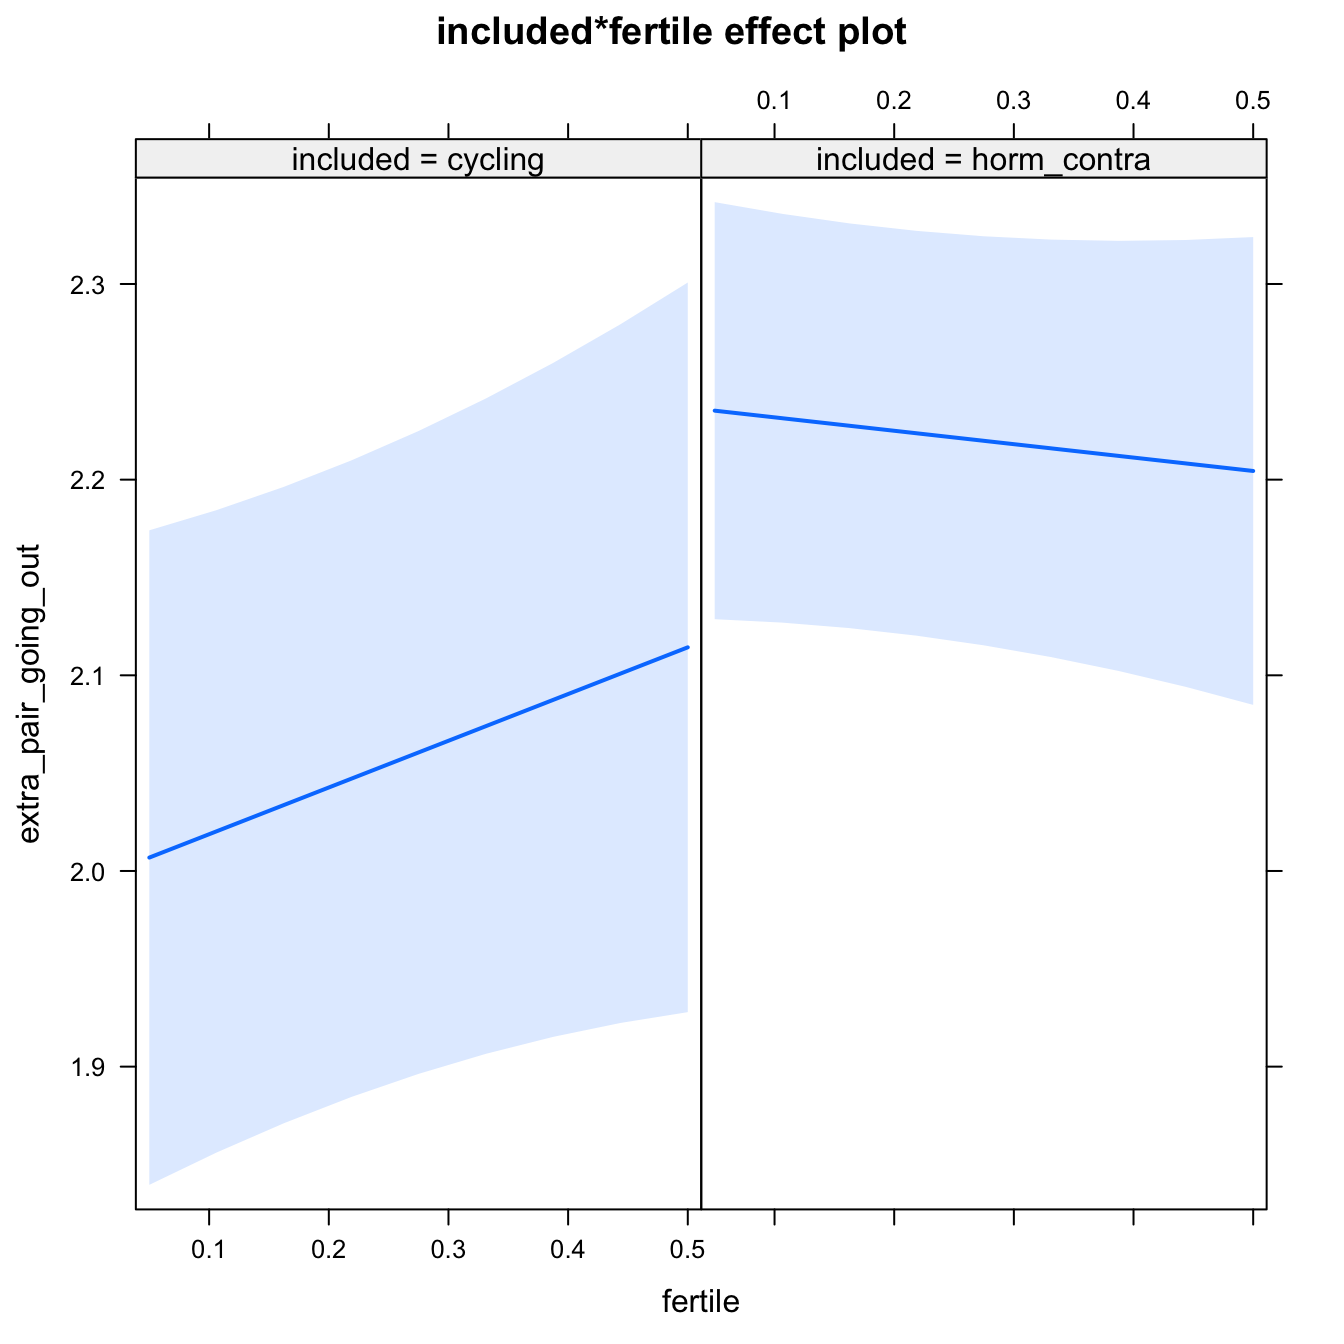 included*fertile effect plot
0.1 0.2 0.3 0.4 0.5
included = cycling included = horm_contra
2.3
2.2
2.1
2.0
1.9
extra_pair_going_out
0.1 0.2 0.3 0.4 0.5
fertile